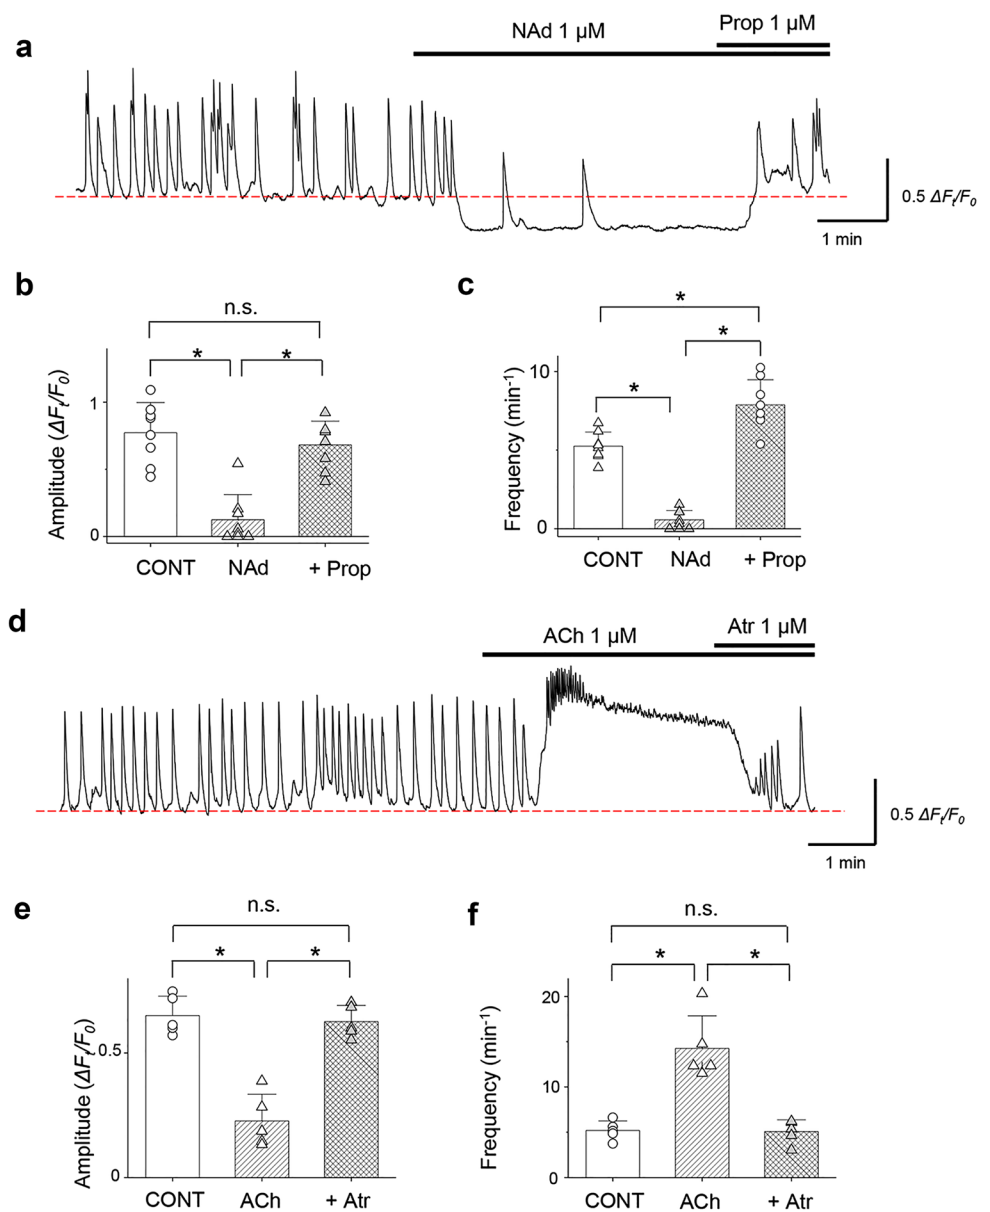 a
NAd 1 µM
Prop 1 µM
0.5 ΔFt/F0
1 min
b
n.s.
*
*
Amplitude (ΔFt/F0)
1
0
CONT
NAd
+ Prop
c
*
*
*
Frequency (min-1)
10
0
CONT
NAd
+ Prop
d
ACh 1 µM
Atr 1 µM
0.5 ΔFt/F0
1 min
e
n.s.
*
*
Amplitude (ΔFt/F0)
0.5
0
CONT
ACh
+ Atr
f
n.s.
*
*
Frequency (min-1)
20
10
0
CONT
ACh
+ Atr